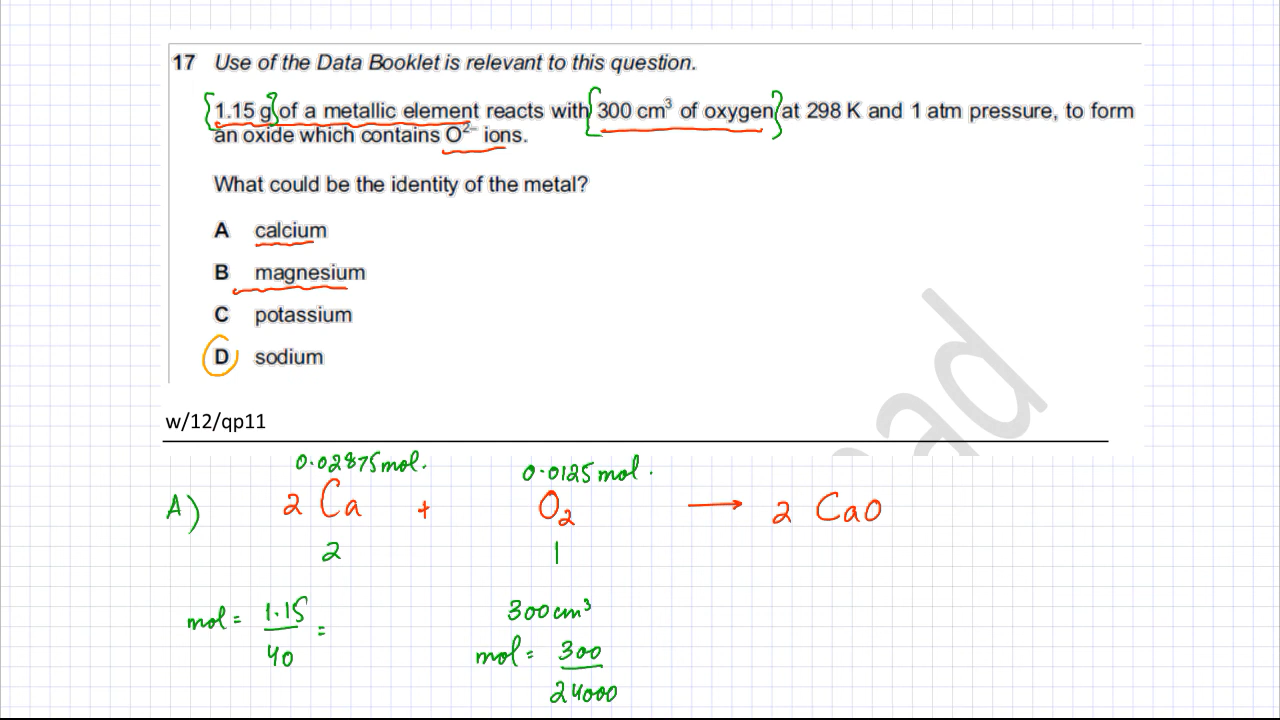 17 Use of the Data Booklet is relevant to this question.
1.15 g of a metallic element reacts with 300 cm³ of oxygen at 298 K and 1 atm pressure, to form
an oxide which contains O²⁻ ions.
What could be the identity of the metal?
A calcium
B magnesium
C potassium
D sodium
w/12/qp11
0.02875 mol. 0.0125 mol.
A) 2 Ca + O₂ → 2 CaO
2 1
mol = 1.15/40 =
300 cm³
mol = 300/24000